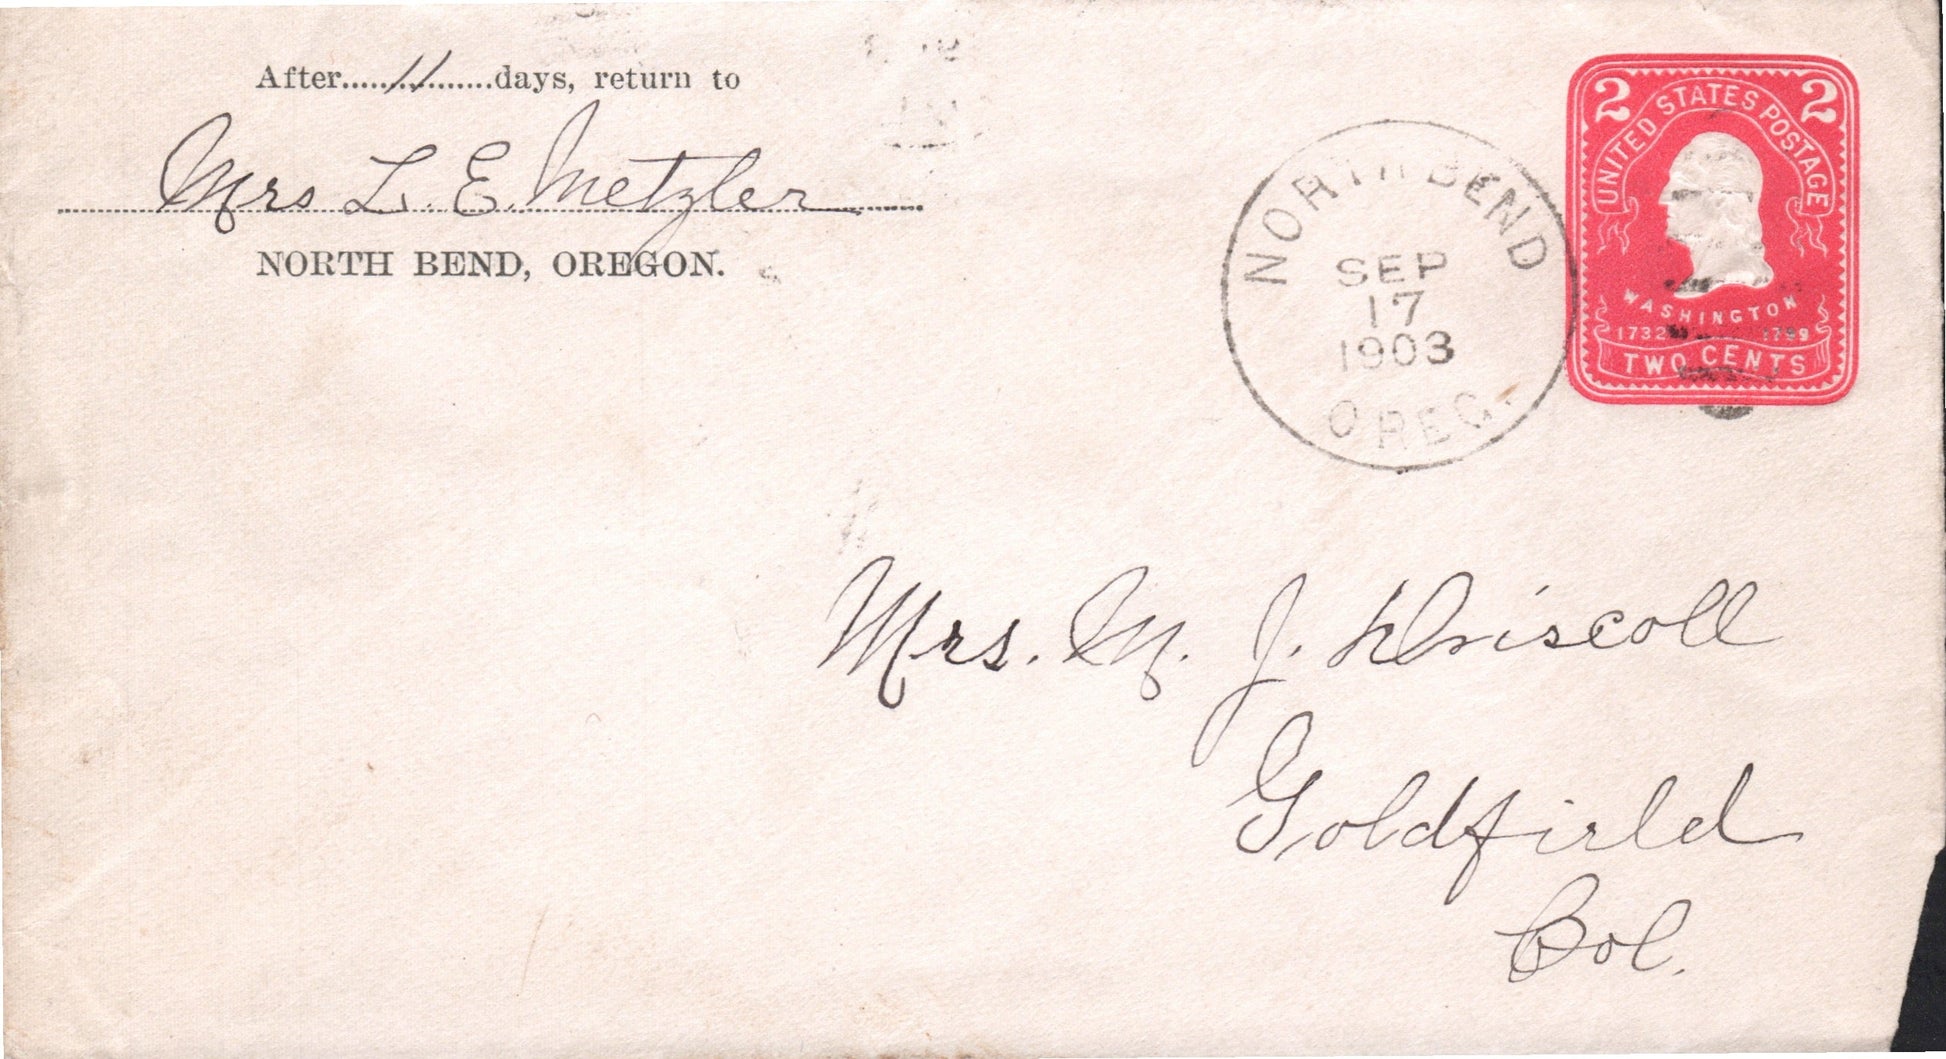 After.....11.......days, return to
Mrs L. E. Metzler
NORTH BEND, OREGON.
NORTH BEND
SEP
17
1903
OREG.
2 2
UNITED STATES POSTAGE
WASHINGTON
1732 1799
TWO CENTS
Mrs. M. J. Driscoll
Goldfield
Col.